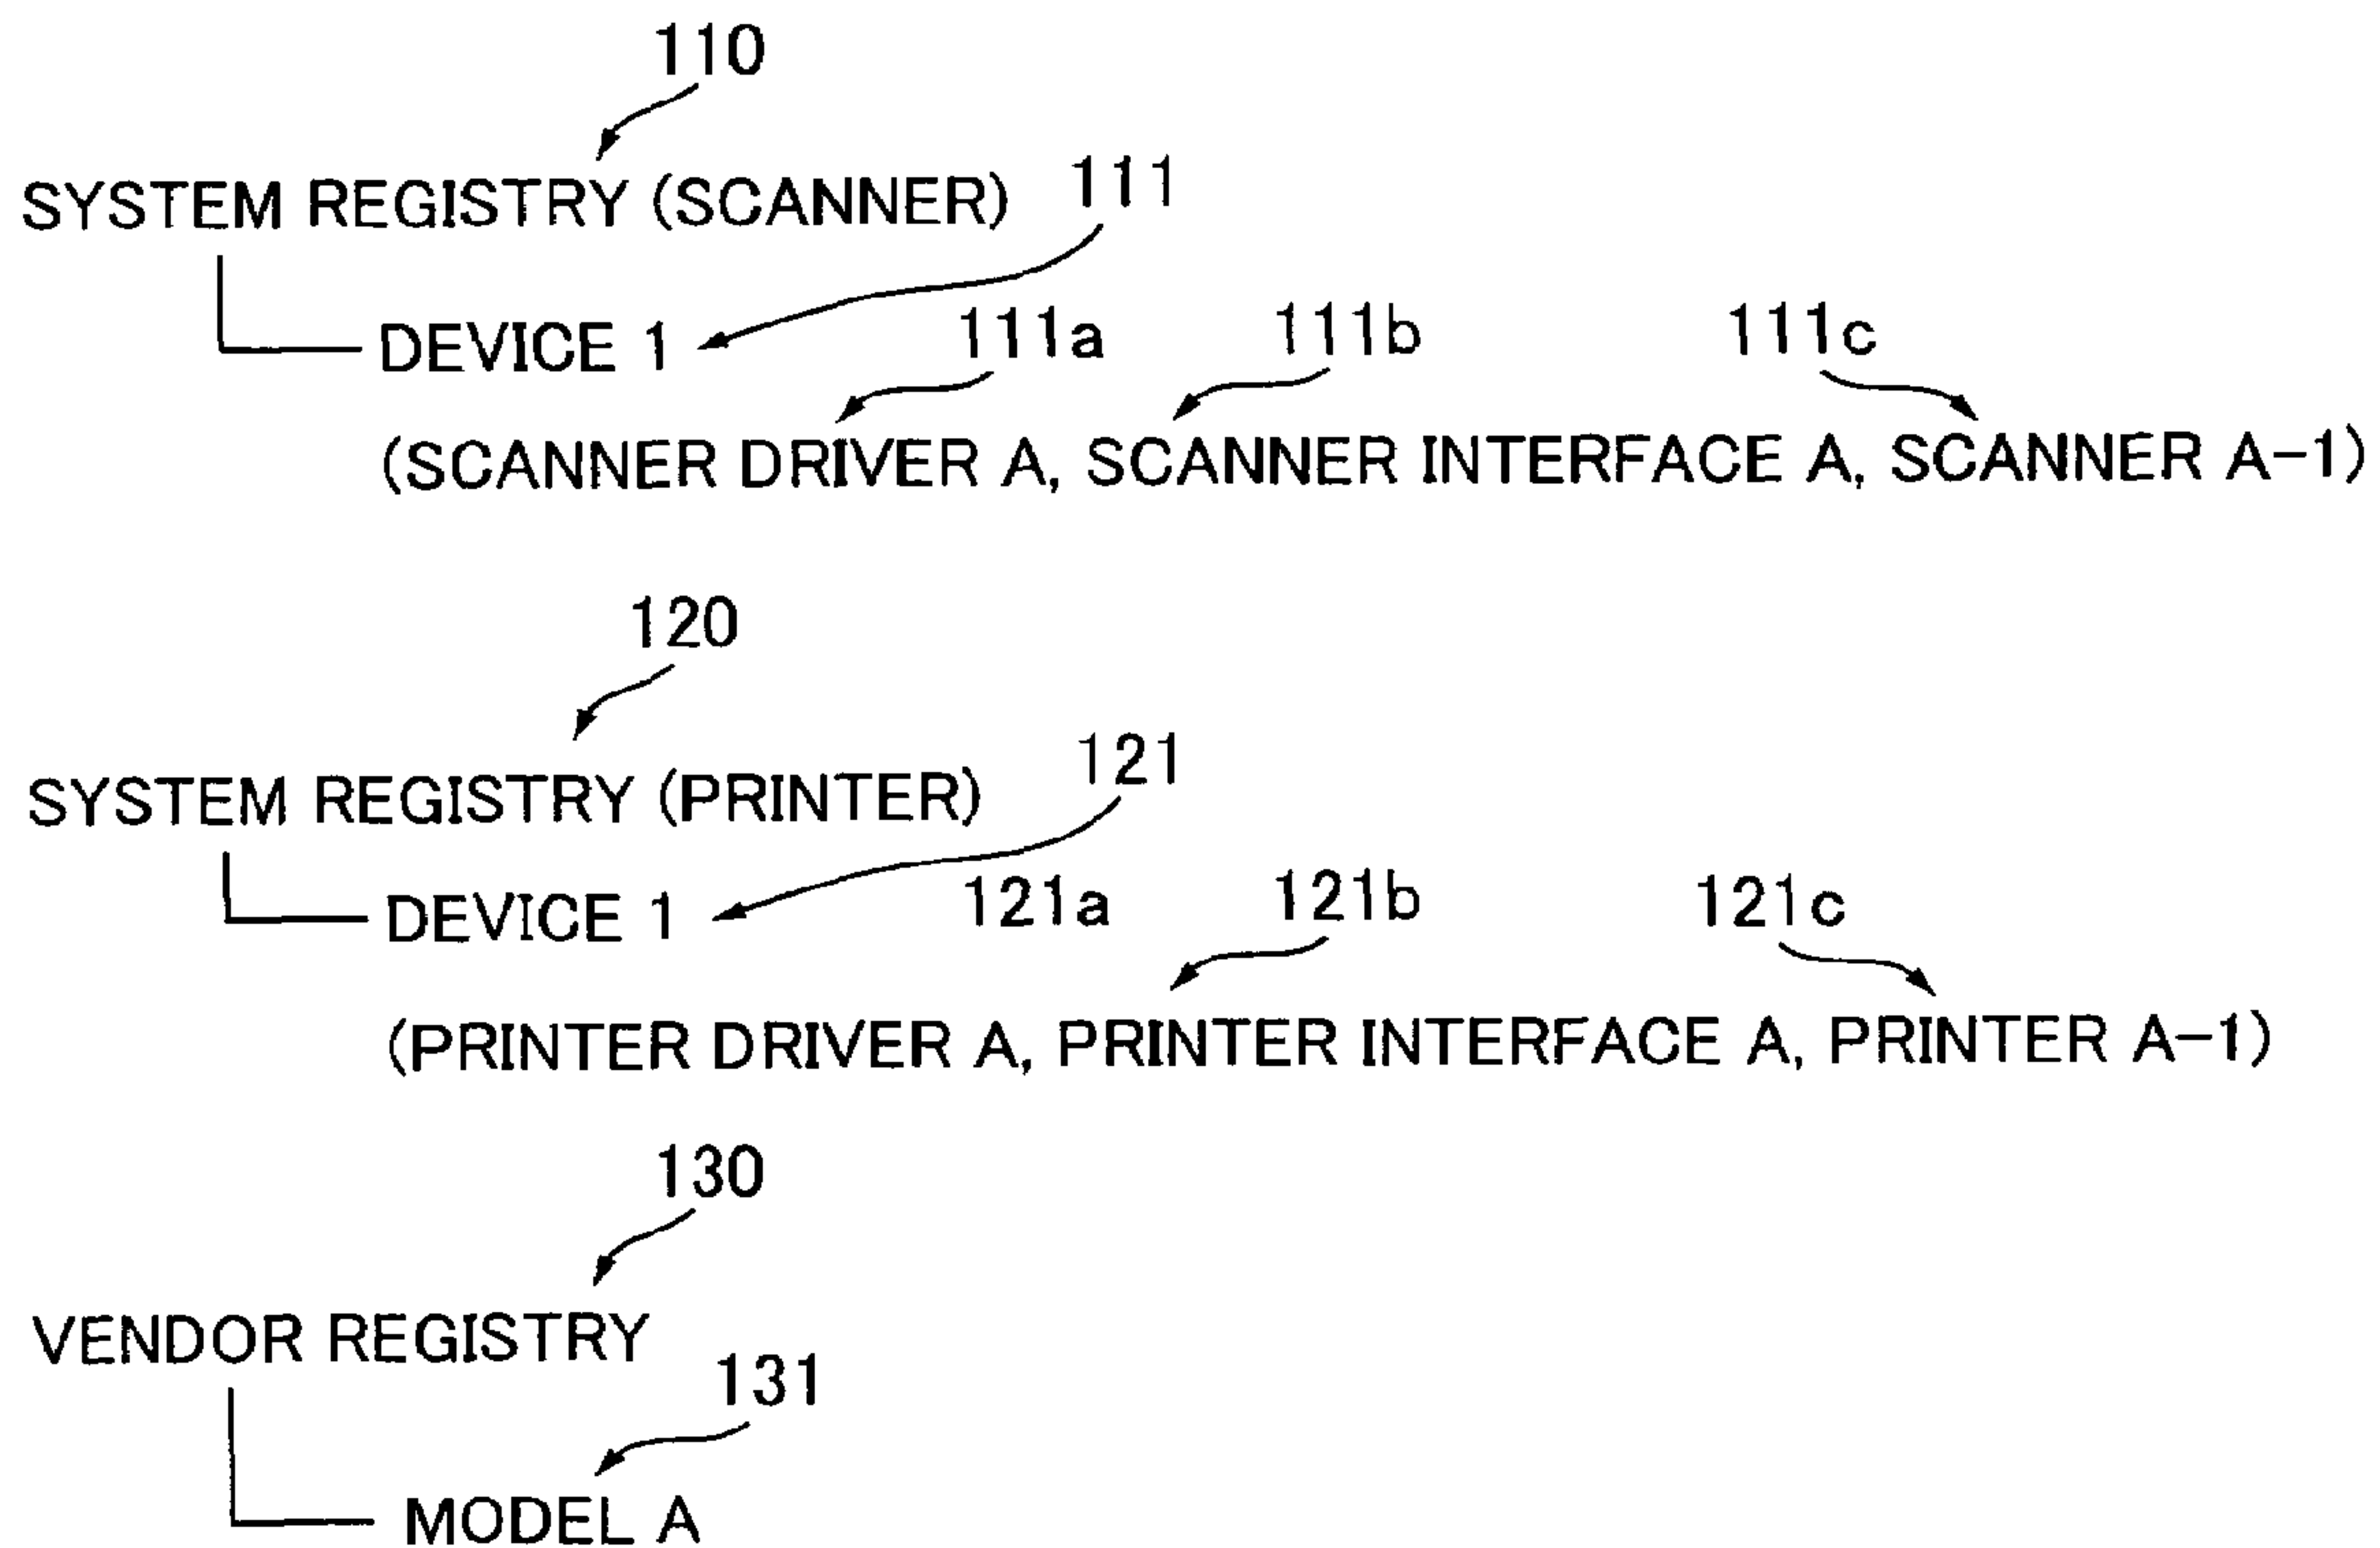 110
SYSTEM REGISTRY (SCANNER) 111
DEVICE 1 111a 111b 111c
(SCANNER DRIVER A, SCANNER INTERFACE A, SCANNER A-1)
120
SYSTEM REGISTRY (PRINTER) 121
DEVICE 1 121a 121b 121c
(PRINTER DRIVER A, PRINTER INTERFACE A, PRINTER A-1)
130
VENDOR REGISTRY
131
MODEL A